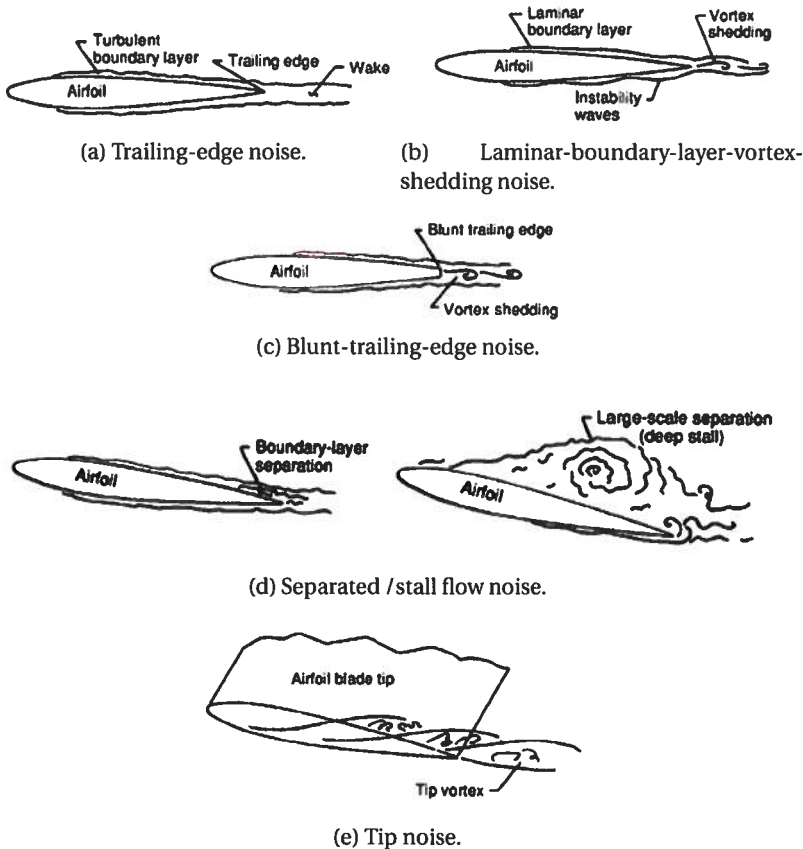 Turbulent
boundary layer
Trailing edge
Wake
Airfoil
(a) Trailing-edge noise.
Laminar
boundary layer
Vortex
shedding
Airfoil
Instability
waves
(b) Laminar-boundary-layer-vortex-
shedding noise.
Blunt trailing edge
Airfoil
Vortex shedding
(c) Blunt-trailing-edge noise.
Boundary-layer
separation
Airfoil
Large-scale separation
(deep stall)
Airfoil
(d) Separated /stall flow noise.
Airfoil blade tip
Tip vortex
(e) Tip noise.